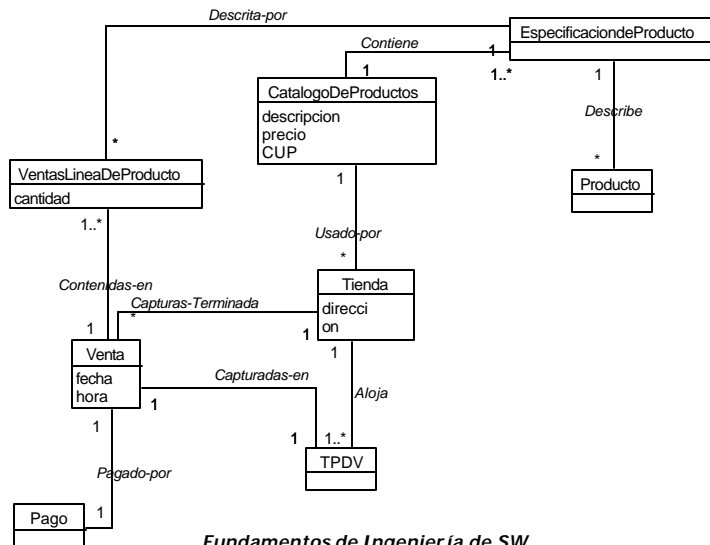 Descrita-por
EspecificaciondeProducto
Contiene
1
1
1..*
1
CatalogoDeProductos
descripcion
precio
CUP
Describe
*
*
VentasLineaDeProducto
cantidad
Producto
1
1..*
Usado-por
*
Tienda
direcci
on
Contenidas-en
Capturas-Terminada
*
1
1
1
Venta
fecha
hora
Capturadas-en
1
Aloja
1
1
1..*
TPDV
Pagado-por
Pago
1
Fundamentos de Ingeniería de SW